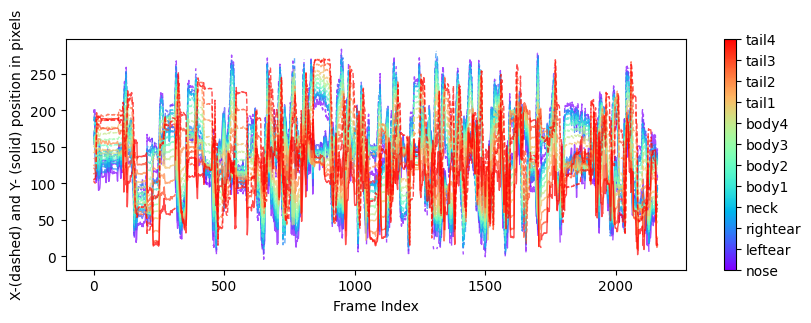 X-(dashed) and Y- (solid) position in pixels
250
200
150
100
50
0
0
500
1000
1500
2000
Frame Index
tail4
tail3
tail2
tail1
body4
body3
body2
body1
neck
rightear
leftear
nose